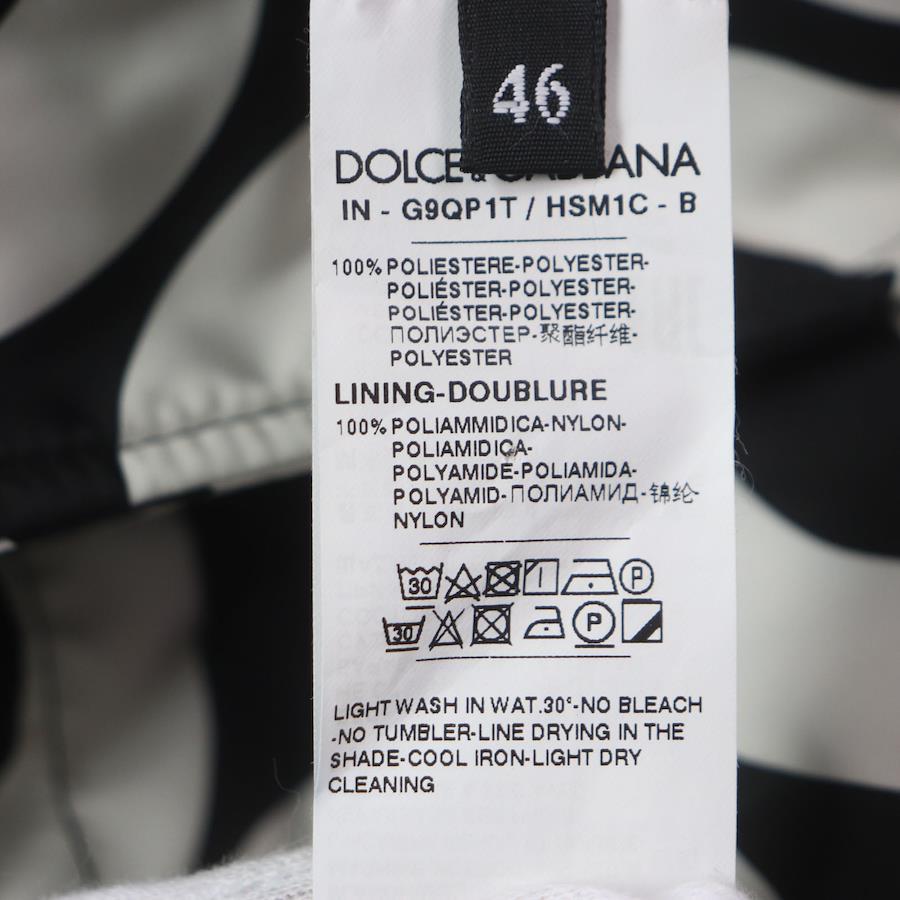 46
DOLCE&GABBANA
IN - G9QP1T / HSM1C - B
100% POLIESTERE-POLYESTER-
POLIÉSTER-POLYESTER-
POLIÉSTER-POLYESTER-
ПОЛИЭСТЕР-聚酯纤维-
POLYESTER
LINING-DOUBLURE
100% POLIAMMIDICA-NYLON-
POLIAMIDICA-
POLYAMIDE-POLIAMIDA-
POLYAMID-ПОЛИАМИД-锦纶-
NYLON
30 P
30 P
LIGHT WASH IN WAT.30°-NO BLEACH
-NO TUMBLER-LINE DRYING IN THE
SHADE-COOL IRON-LIGHT DRY
CLEANING